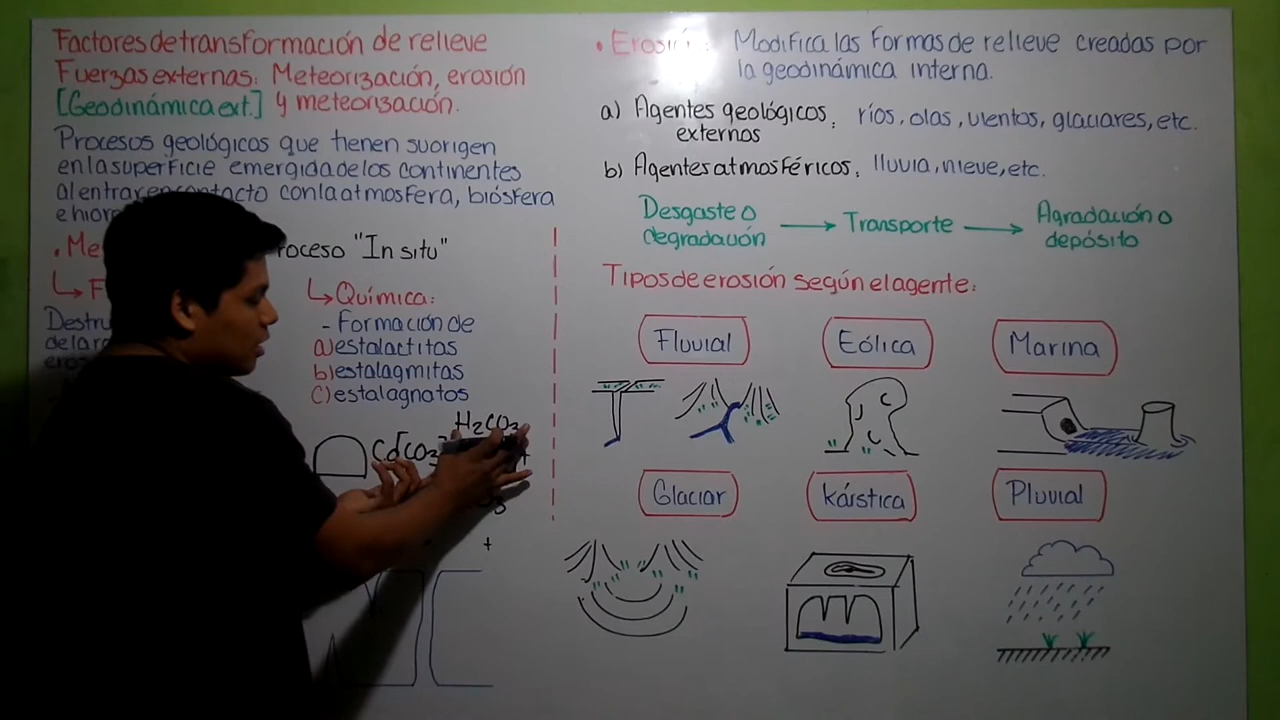 Factores de transformación de relieve
Fuerzas externas: Meteorización, erosión
[Geodinámica ext.] y meteorización.
Procesos geológicos que tienen su origen
en la superficie emergida de los continentes
al entrar en contacto con la atmosfera, biósfera
e hidro
"In situ"
Química:
- Formación de
a) estalactitas
b) estalagmitas
c) estalagnatos
H₂CO₃
+
• Erosión: Modifica las formas de relieve creadas por
la geodinámica interna.
a) Agentes geológicos: ríos, olas, vientos, glaciares, etc.
externos
b) Agentes atmosféricos: lluvia, nieve, etc.
Desgaste o → Transporte → Agradación o
degradación depósito
Tipos de erosión según el agente:
Fluvial Eólica Marina
Glaciar Kárstica Pluvial